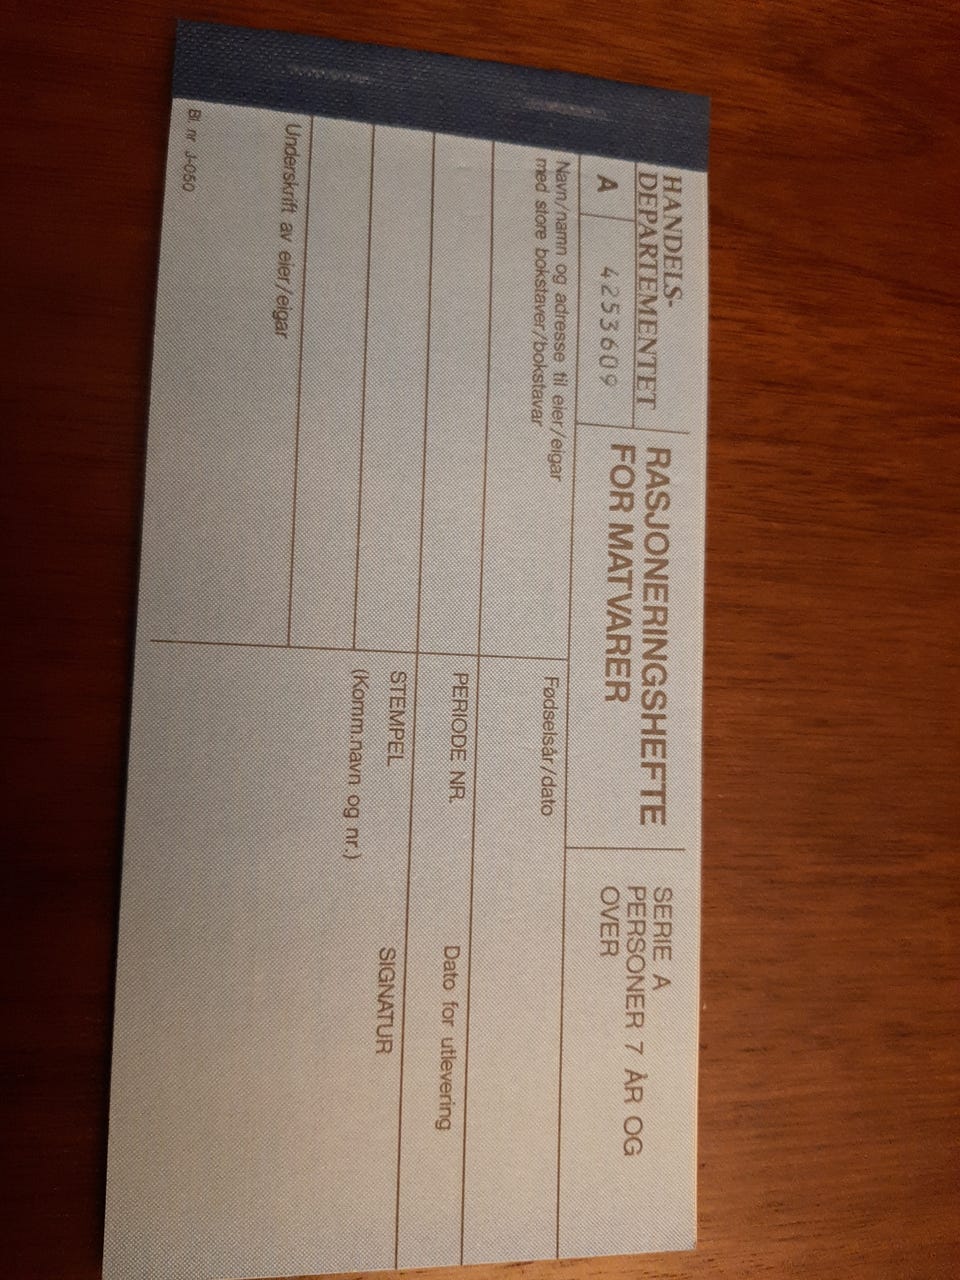 HANDELS-
DEPARTEMENTET
A 4253609
RASJONERINGSHEFTE
FOR MATVARER
SERIE A
PERSONER 7 ÅR OG
OVER
Navn/namn og adresse til eier/eigar
med store bokstaver/bokstavar
Fødselsår/dato
PERIODE NR.
Dato for utlevering
STEMPEL
(Komm.navn og nr.)
SIGNATUR
Underskrift av eier/eigar
Bl. nr J-050